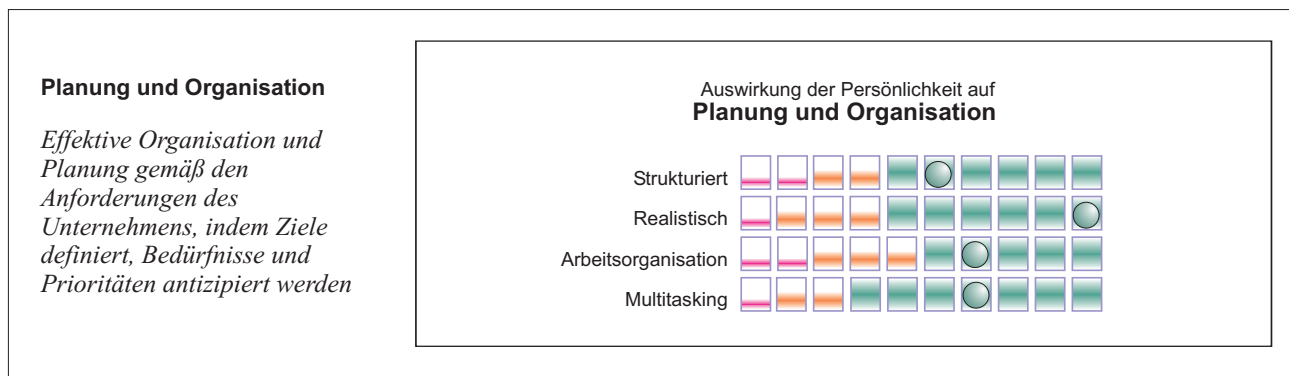 Planung und Organisation
Effektive Organisation und
Planung gemäß den
Anforderungen des
Unternehmens, indem Ziele
definiert, Bedürfnisse und
Prioritäten antizipiert werden
Auswirkung der Persönlichkeit auf
Planung und Organisation
Strukturiert
Realistisch
Arbeitsorganisation
Multitasking